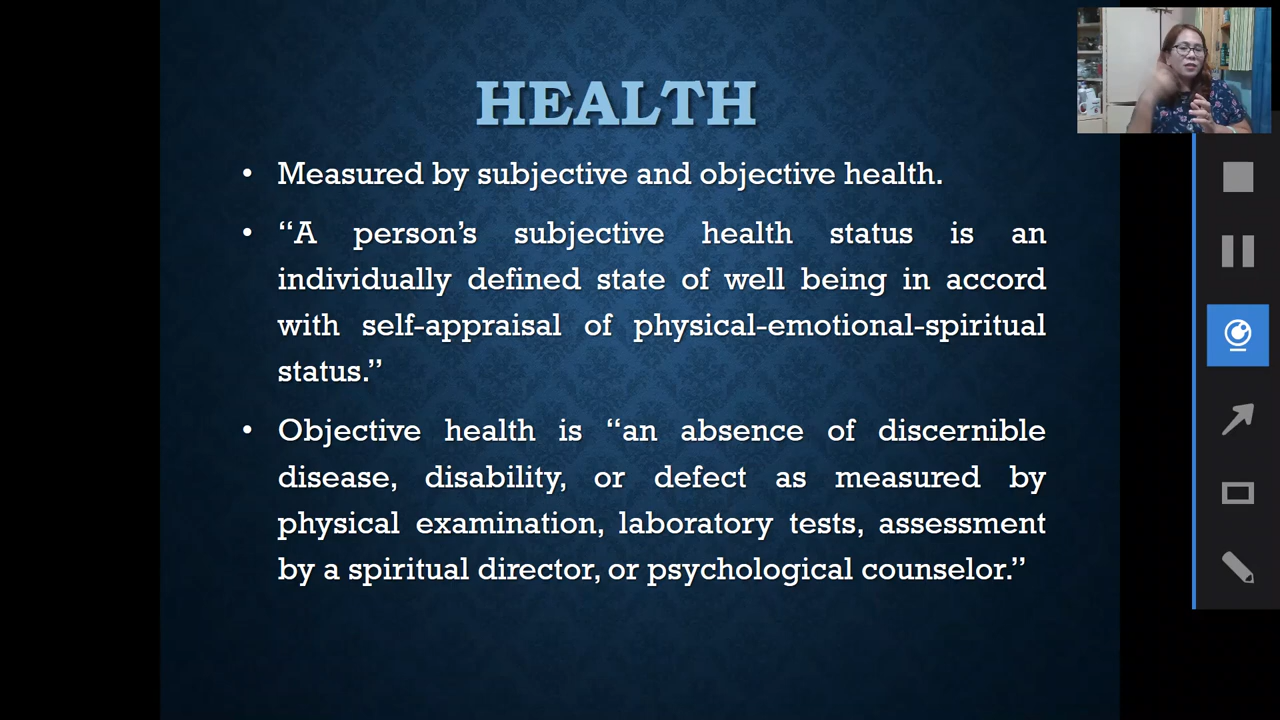 HEALTH
• Measured by subjective and objective health.
• “A person’s subjective health status is an
individually defined state of well being in accord
with self-appraisal of physical-emotional-spiritual
status.”
• Objective health is “an absence of discernible
disease, disability, or defect as measured by
physical examination, laboratory tests, assessment
by a spiritual director, or psychological counselor.”